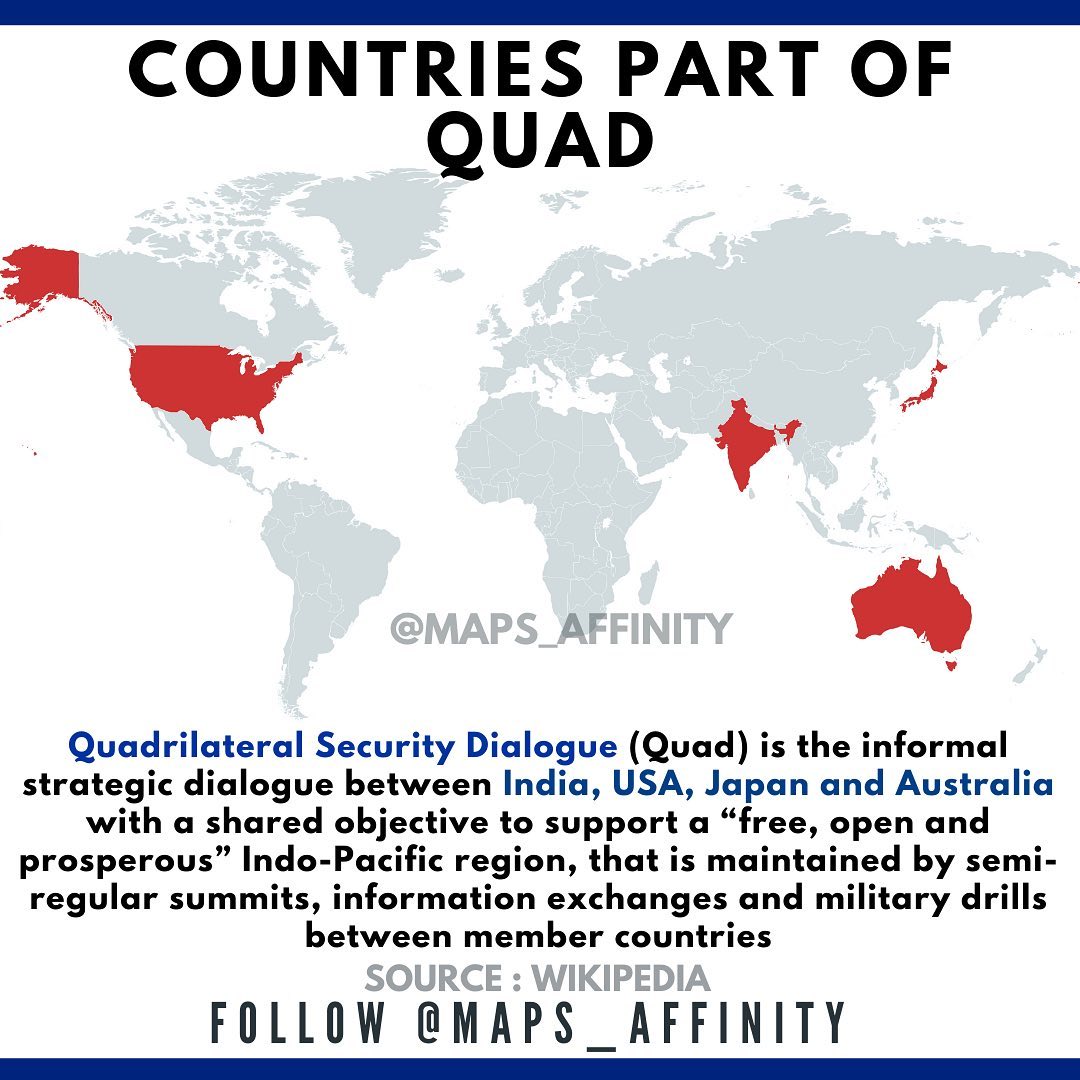 COUNTRIES PART OF
QUAD
@MAPS_AFFINITY
Quadrilateral Security Dialogue (Quad) is the informal
strategic dialogue between India, USA, Japan and Australia
with a shared objective to support a “free, open and
prosperous” Indo-Pacific region, that is maintained by semi-
regular summits, information exchanges and military drills
between member countries
SOURCE : WIKIPEDIA
FOLLOW @MAPS_AFFINITY